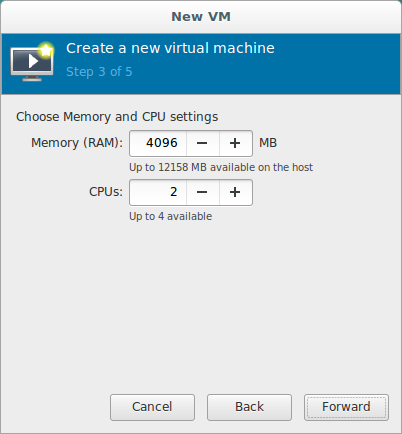 New VM
Create a new virtual machine
Step 3 of 5
Choose Memory and CPU settings
Memory (RAM): 4096 − + MB
Up to 12158 MB available on the host
CPUs: 2 − +
Up to 4 available
Cancel Back Forward